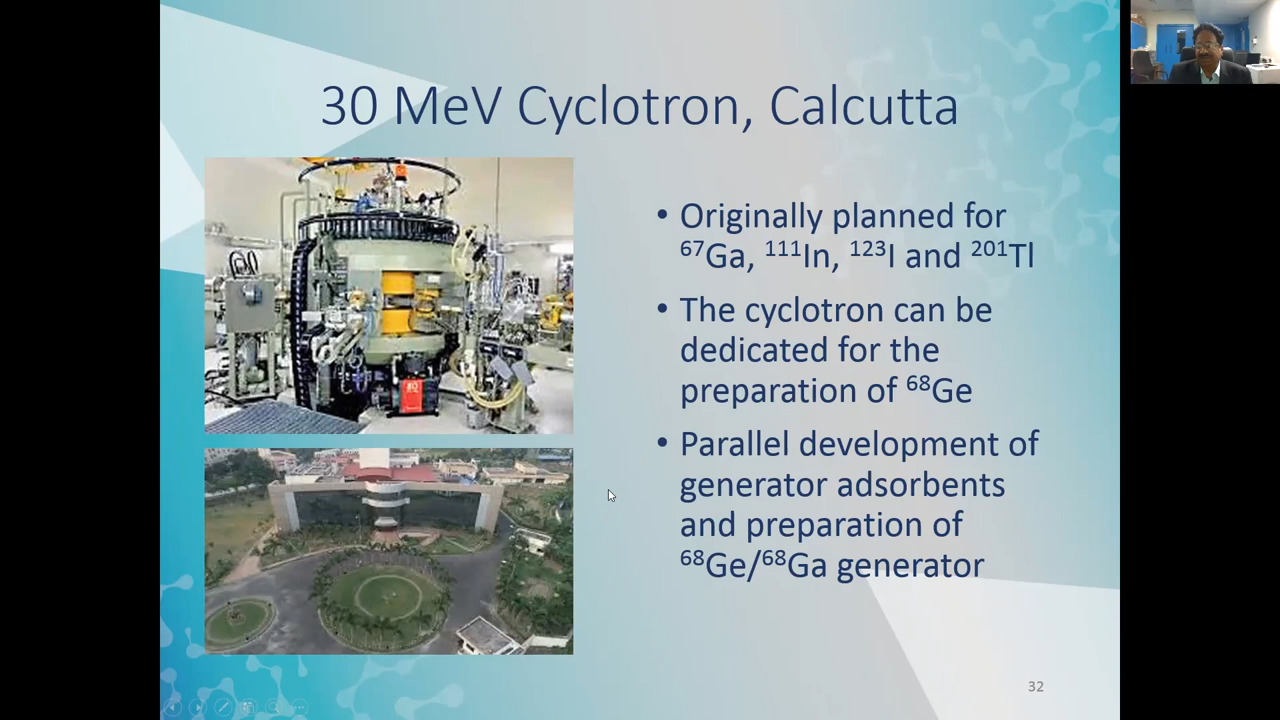 30 MeV Cyclotron, Calcutta
• Originally planned for
⁶⁷Ga, ¹¹¹In, ¹²³I and ²⁰¹Tl
• The cyclotron can be
dedicated for the
preparation of ⁶⁸Ge
• Parallel development of
generator adsorbents
and preparation of
⁶⁸Ge/⁶⁸Ga generator
32